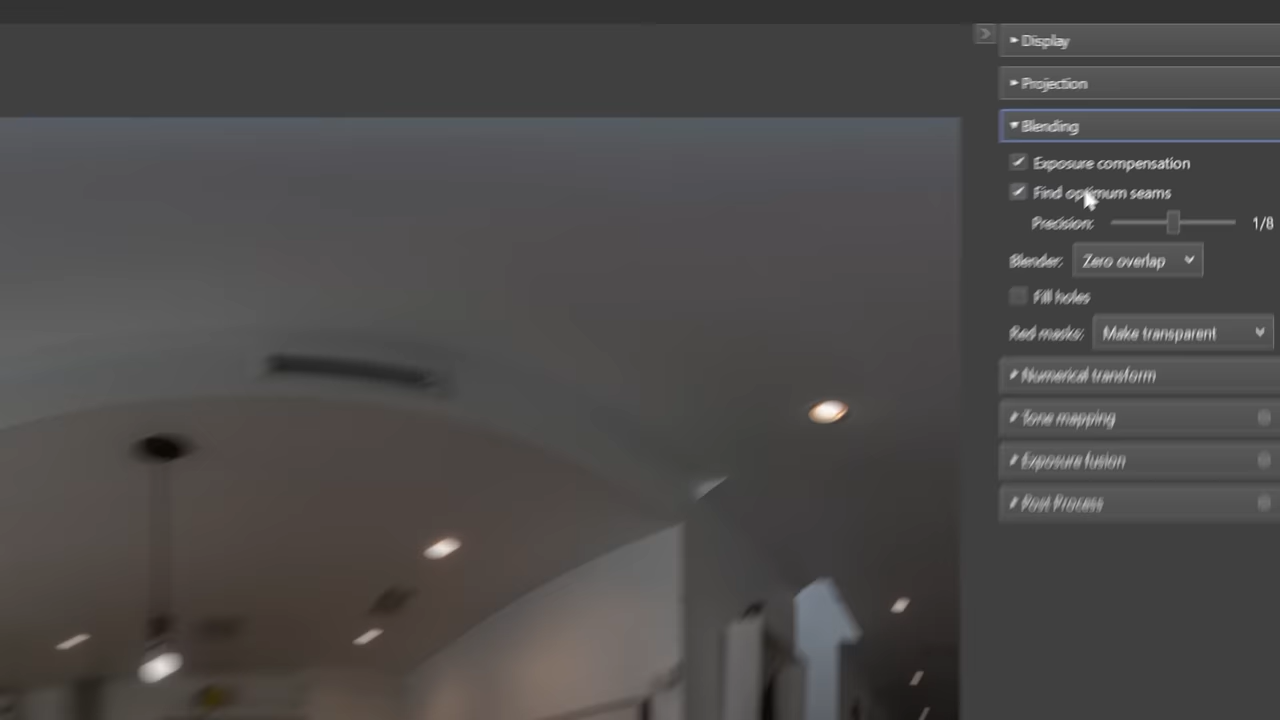 Display
Projection
Blending
Exposure compensation
Find optimum seams
Precision: 1/8
Blender: Zero overlap
Fill holes
Red masks: Make transparent
Numerical transform
Tone mapping
Exposure fusion
Post Process